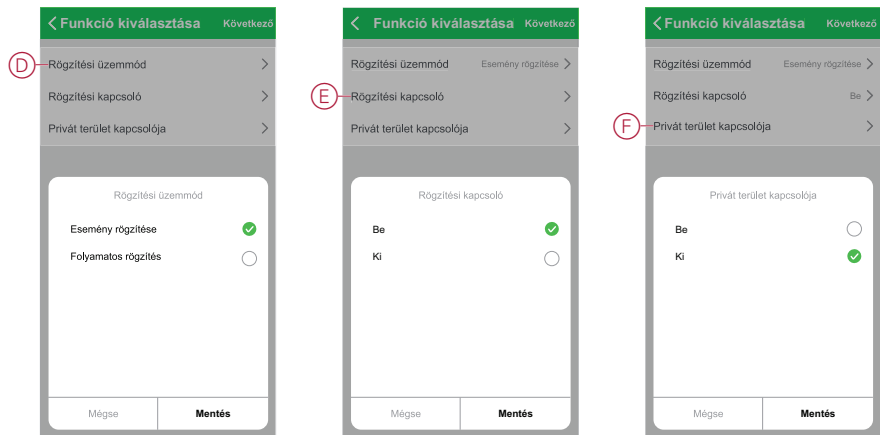 Funkció kiválasztása Következő
D
Rögzítési üzemmód
Rögzítési kapcsoló
Privát terület kapcsolója
Rögzítési üzemmód
Esemény rögzítése
Folyamatos rögzítés
Mégse Mentés
Funkció kiválasztása Következő
Rögzítési üzemmód Esemény rögzítése
E
Rögzítési kapcsoló
Privát terület kapcsolója
Rögzítési kapcsoló
Be
Ki
Mégse Mentés
Funkció kiválasztása Következő
Rögzítési üzemmód Esemény rögzítése
Rögzítési kapcsoló Be
F
Privát terület kapcsolója
Privát terület kapcsolója
Be
Ki
Mégse Mentés